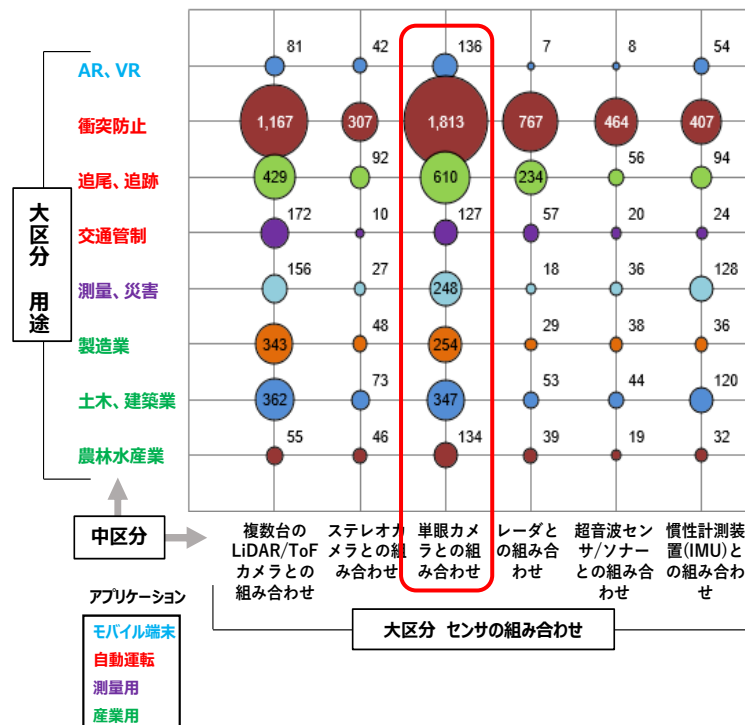 81
42
136
7
8
54
AR、VR
衝突防止
1,167
307
1,813
767
464
407
追尾、追跡
429
92
610
234
56
94
交通管制
172
10
127
57
20
24
測量、災害
156
27
248
18
36
128
製造業
343
48
254
29
38
36
土木、建築業
362
73
347
53
44
120
農林水産業
55
46
134
39
19
32
大区分 用途
中区分
複数台の
LiDAR/ToF
カメラとの
組み合わせ
ステレオカ
メラとの組
み合わせ
単眼カメ
ラとの組
み合わせ
レーダと
の組み合
わせ
超音波セン
サ/ソナー
との組み合
わせ
慣性計測装
置(IMU)と
の組み合わ
せ
大区分 センサの組み合わせ
アプリケーション
モバイル端末
自動運転
測量用
産業用